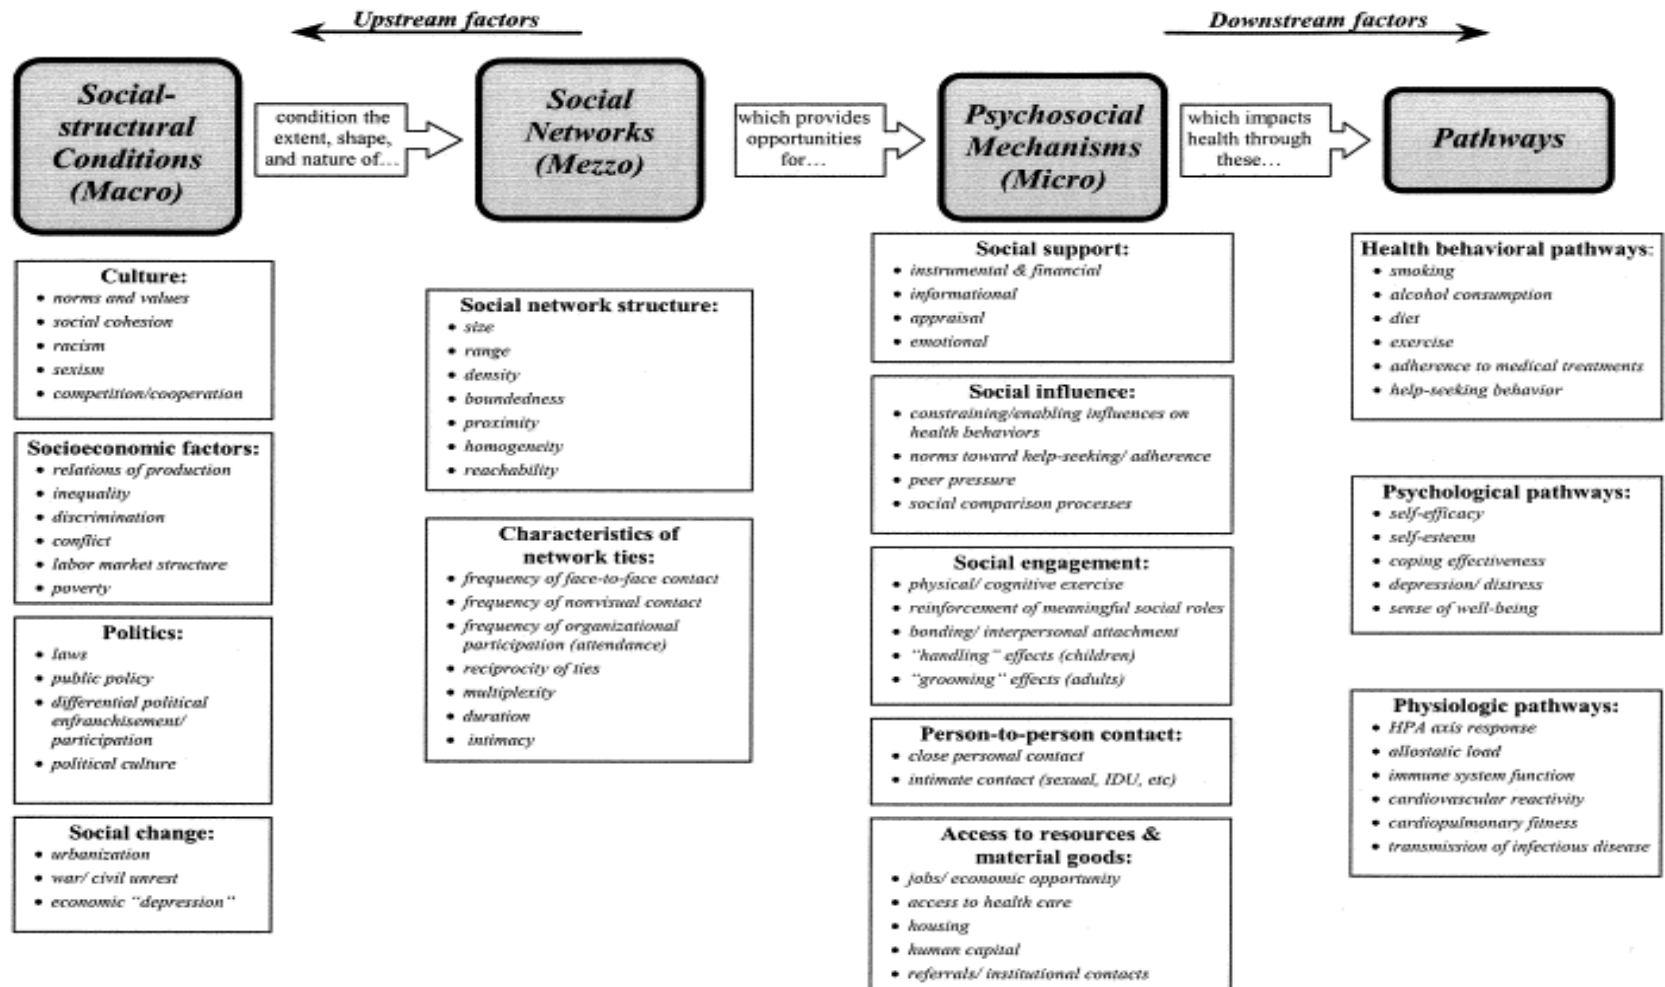 Upstream factors
Downstream factors
Social-
structural
Conditions
(Macro)
condition the
extent, shape,
and nature of...
Social
Networks
(Mezzo)
which provides
opportunities
for...
Psychosocial
Mechanisms
(Micro)
which impacts
health through
these...
Pathways
Culture:
• norms and values
• social cohesion
• racism
• sexism
• competition/cooperation
Socioeconomic factors:
• relations of production
• inequality
• discrimination
• conflict
• labor market structure
• poverty
Politics:
• laws
• public policy
• differential political
enfranchisement/
participation
• political culture
Social change:
• urbanization
• war/ civil unrest
• economic "depression"
Social network structure:
• size
• range
• density
• boundedness
• proximity
• homogeneity
• reachability
Characteristics of
network ties:
• frequency of face-to-face contact
• frequency of nonvisual contact
• frequency of organizational
participation (attendance)
• reciprocity of ties
• multiplexity
• duration
• intimacy
Social support:
• instrumental & financial
• informational
• appraisal
• emotional
Social influence:
• constraining/enabling influences on
health behaviors
• norms toward help-seeking/ adherence
• peer pressure
• social comparison processes
Social engagement:
• physical/ cognitive exercise
• reinforcement of meaningful social roles
• bonding/ interpersonal attachment
• "handling" effects (children)
• "grooming" effects (adults)
Person-to-person contact:
• close personal contact
• intimate contact (sexual, IDU, etc)
Access to resources &
material goods:
• jobs/ economic opportunity
• access to health care
• housing
• human capital
• referrals/ institutional contacts
Health behavioral pathways:
• smoking
• alcohol consumption
• diet
• exercise
• adherence to medical treatments
• help-seeking behavior
Psychological pathways:
• self-efficacy
• self-esteem
• coping effectiveness
• depression/ distress
• sense of well-being
Physiologic pathways:
• HPA axis response
• allostatic load
• immune system function
• cardiovascular reactivity
• cardiopulmonary fitness
• transmission of infectious disease